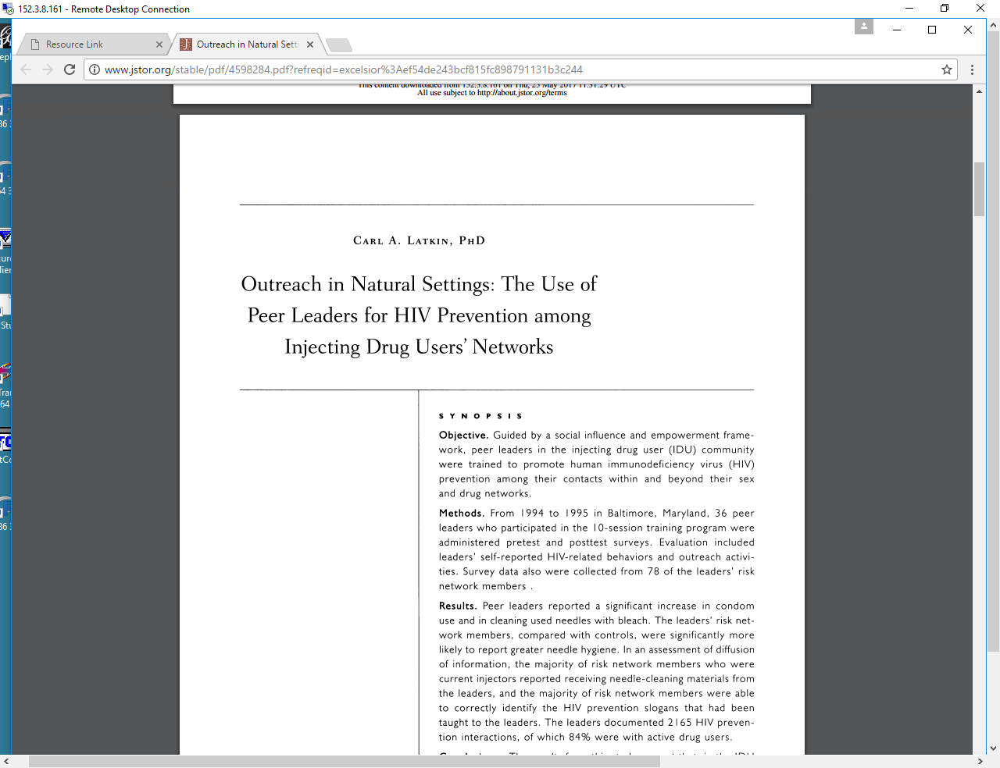 152.3.8.161 - Remote Desktop Connection
Resource Link
Outreach in Natural Sett
www.jstor.org/stable/pdf/4598284.pdf?refreqid=excelsior%3Aef54de243bcf815fc898791131b3c244
This content downloaded from 152.3.8.161 on Thu, 25 May 2017 11:51:29 UTC
All use subject to http://about.jstor.org/terms
CARL A. LATKIN, PHD
Outreach in Natural Settings: The Use of
Peer Leaders for HIV Prevention among
Injecting Drug Users’ Networks
SYNOPSIS
Objective. Guided by a social influence and empowerment frame-
work, peer leaders in the injecting drug user (IDU) community
were trained to promote human immunodeficiency virus (HIV)
prevention among their contacts within and beyond their sex
and drug networks.
Methods. From 1994 to 1995 in Baltimore, Maryland, 36 peer
leaders who participated in the 10-session training program were
administered pretest and posttest surveys. Evaluation included
leaders’ self-reported HIV-related behaviors and outreach activi-
ties. Survey data also were collected from 78 of the leaders’ risk
network members .
Results. Peer leaders reported a significant increase in condom
use and in cleaning used needles with bleach. The leaders’ risk net-
work members, compared with controls, were significantly more
likely to report greater needle hygiene. In an assessment of diffusion
of information, the majority of risk network members who were
current injectors reported receiving needle-cleaning materials from
the leaders, and the majority of risk network members were able
to correctly identify the HIV prevention slogans that had been
taught to the leaders. The leaders documented 2165 HIV preven-
tion interactions, of which 84% were with active drug users.